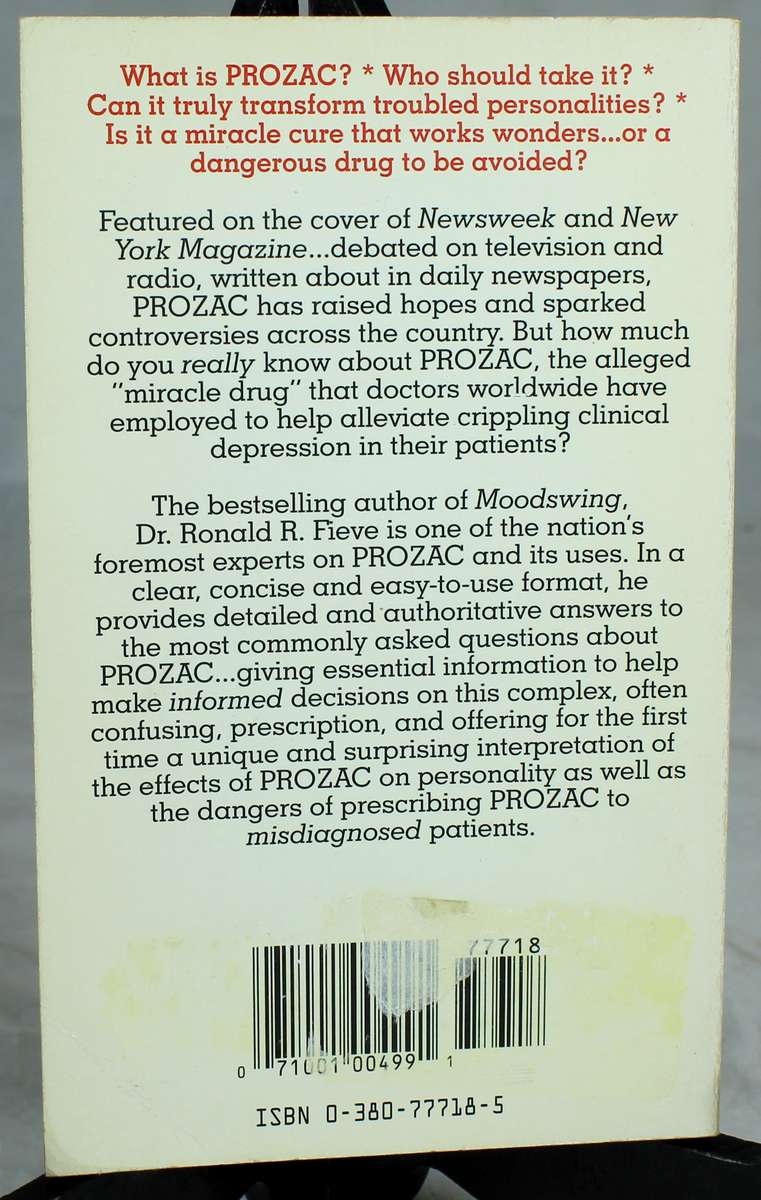 What is PROZAC? * Who should take it? *
Can it truly transform troubled personalities? *
Is it a miracle cure that works wonders...or a
dangerous drug to be avoided?
Featured on the cover of Newsweek and New
York Magazine...debated on television and
radio, written about in daily newspapers,
PROZAC has raised hopes and sparked
controversies across the country. But how much
do you really know about PROZAC, the alleged
"miracle drug" that doctors worldwide have
employed to help alleviate crippling clinical
depression in their patients?
The bestselling author of Moodswing,
Dr. Ronald R. Fieve is one of the nation's
foremost experts on PROZAC and its uses. In a
clear, concise and easy-to-use format, he
provides detailed and authoritative answers to
the most commonly asked questions about
PROZAC...giving essential information to help
make informed decisions on this complex, often
confusing, prescription, and offering for the first
time a unique and surprising interpretation of
the effects of PROZAC on personality as well as
the dangers of prescribing PROZAC to
misdiagnosed patients.
77718
0 71001 00499 1
ISBN 0-380-77718-5